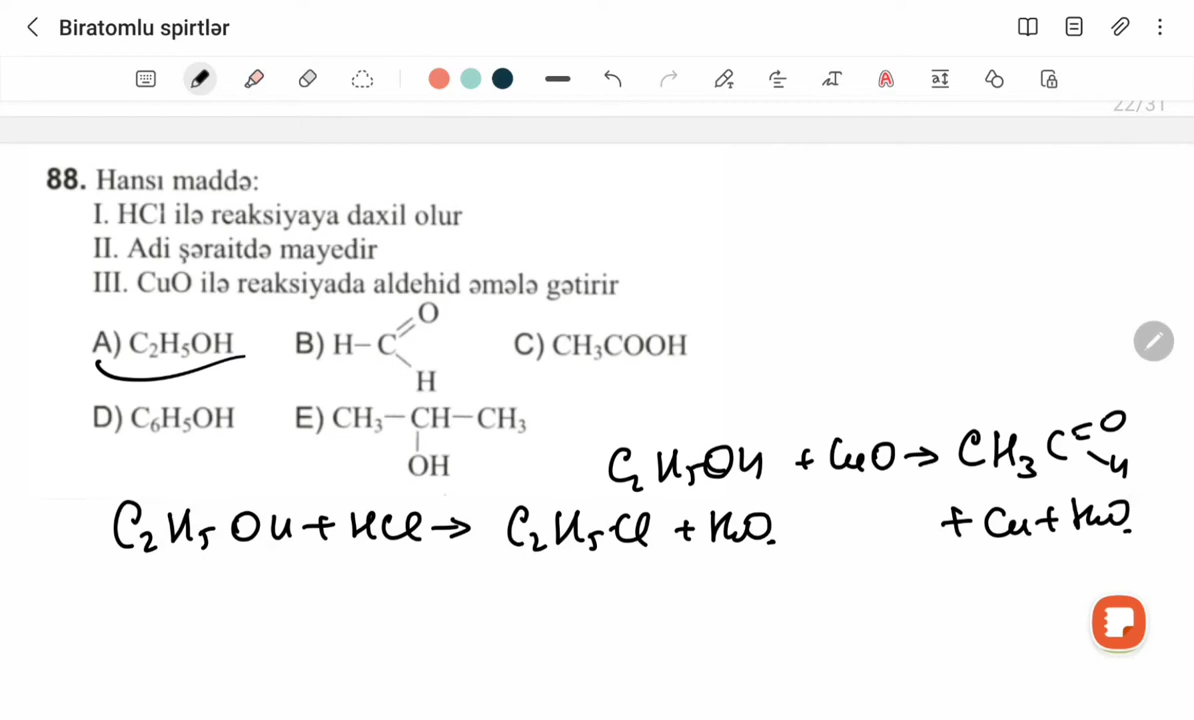 Biratomlu spirtlər
22/31
88. Hansı maddə:
I. HCl ilə reaksiyaya daxil olur
II. Adi şəraitdə mayedir
III. CuO ilə reaksiyada aldehid əmələ gətirir
A) C₂H₅OH B) H–C=O H C) CH₃COOH
D) C₆H₅OH E) CH₃–CH–CH₃ OH
C₂H₅OH + CuO → CH₃C=O H
+ Cu + H₂O
C₂H₅OH + HCl → C₂H₅Cl + H₂O